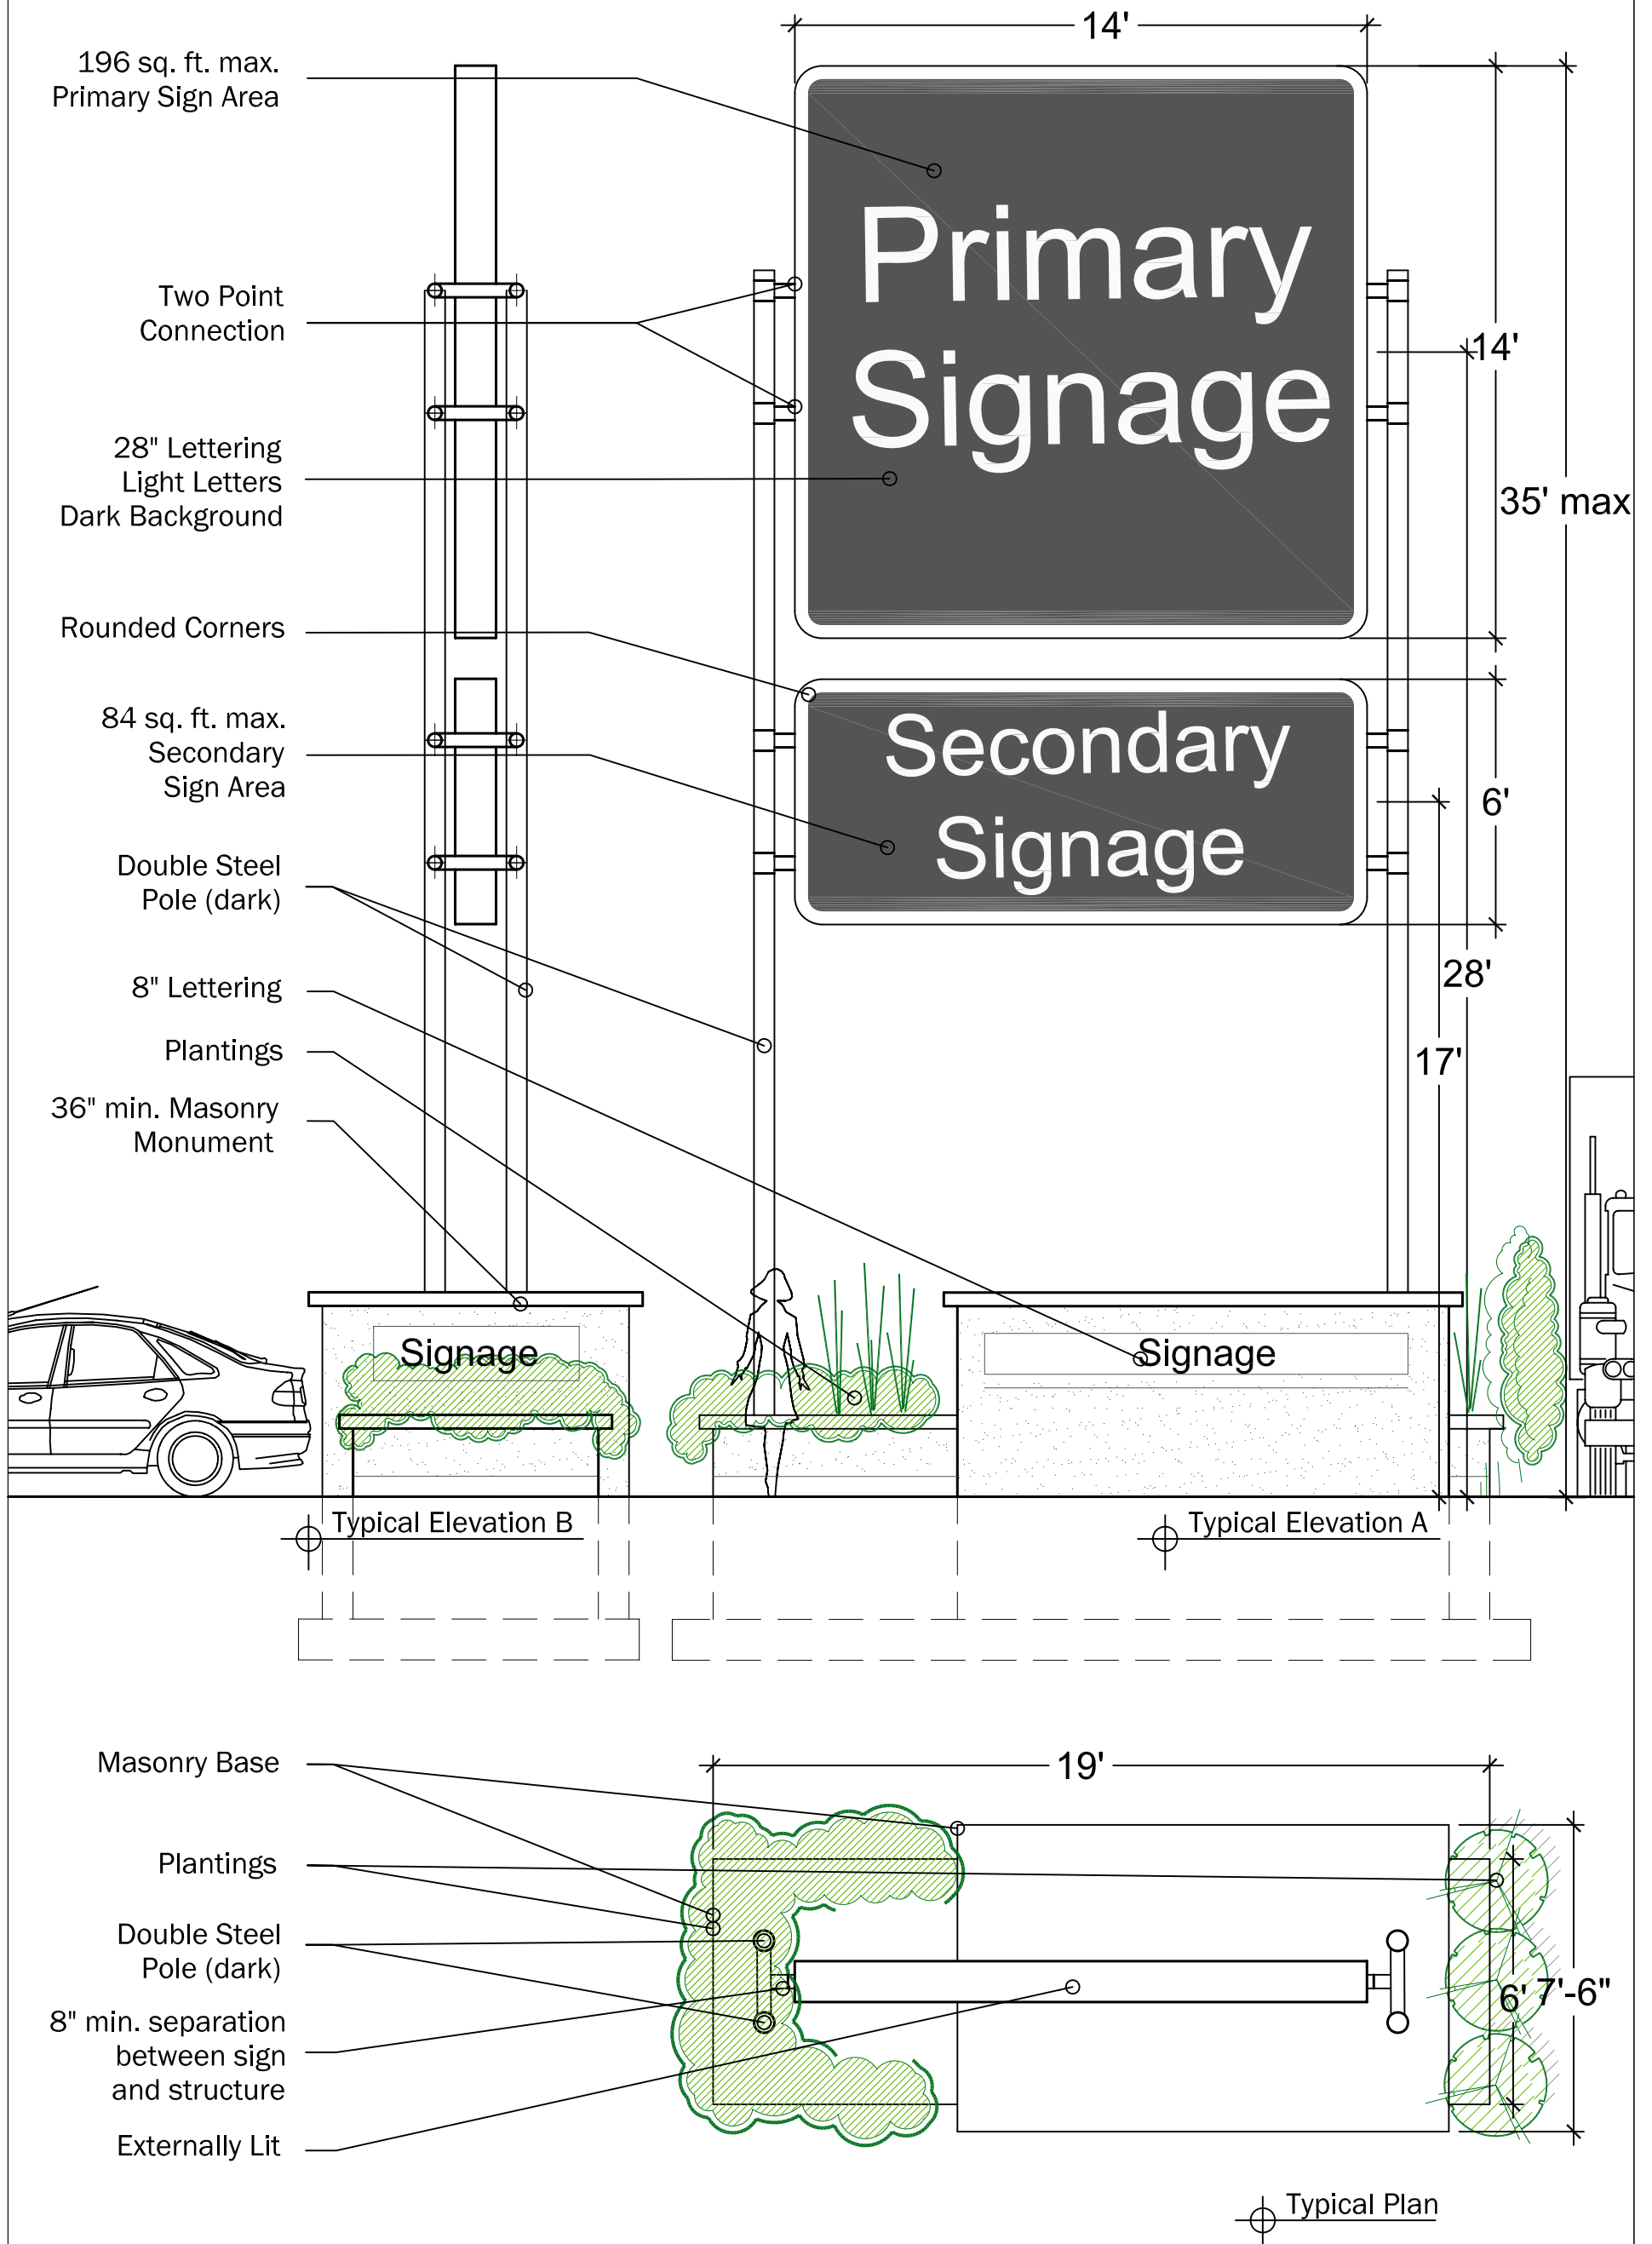 14'
196 sq. ft. max.
Primary Sign Area
Primary
Signage
Two Point
Connection
14'
28" Lettering
Light Letters
Dark Background
35' max
Rounded Corners
84 sq. ft. max.
Secondary
Sign Area
Secondary
Signage
6'
Double Steel
Pole (dark)
28'
8" Lettering
Plantings
17'
36" min. Masonry
Monument
Signage
Signage
Typical Elevation B
Typical Elevation A
Masonry Base
19'
Plantings
Double Steel
Pole (dark)
6'
7'-6"
8" min. separation
between sign
and structure
Externally Lit
Typical Plan